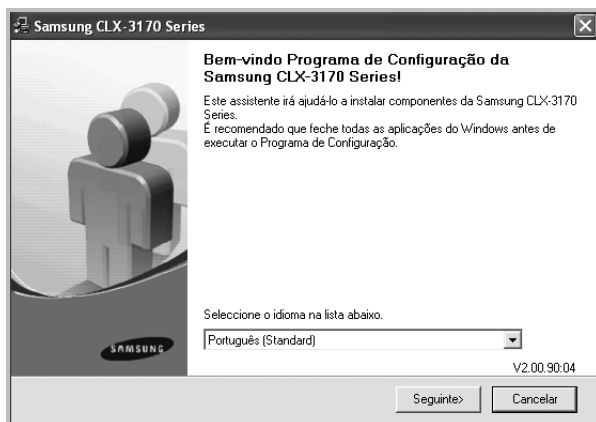 Samsung CLX-3170 Series
Bem-vindo Programa de Configuração da
Samsung CLX-3170 Series!
Este assistente irá ajudá-lo a instalar componentes da Samsung CLX-3170
Series.
É recomendado que feche todas as aplicações do Windows antes de
executar o Programa de Configuração.
Seleccione o idioma na lista abaixo.
Português (Standard)
SAMSUNG
V2.00.90:04
Seguinte>
Cancelar